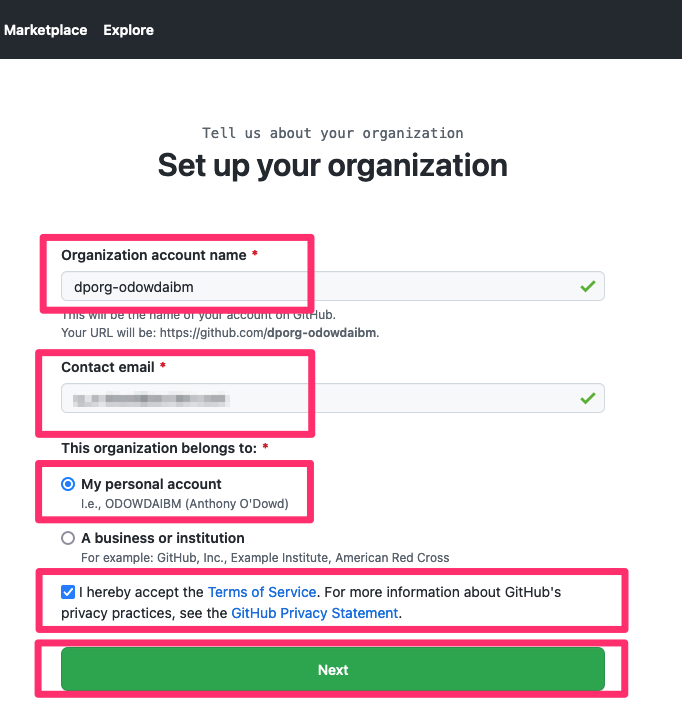 Marketplace Explore
Tell us about your organization
Set up your organization
Organization account name *
dporg-odowdaibm
This will be the name of your account on GitHub.
Your URL will be: https://github.com/dporg-odowdaibm.
Contact email *
This organization belongs to: *
My personal account
I.e., ODOWDAIBM (Anthony O'Dowd)
A business or institution
For example: GitHub, Inc., Example Institute, American Red Cross
I hereby accept the Terms of Service. For more information about GitHub's
privacy practices, see the GitHub Privacy Statement.
Next